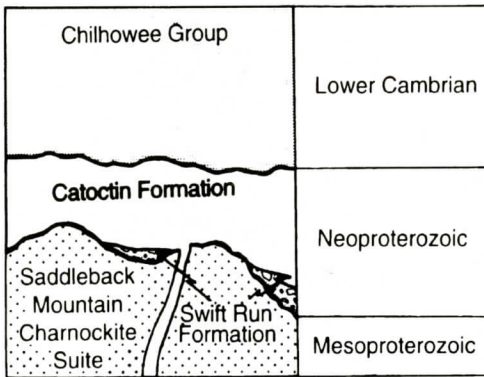 Chilhowee Group
Lower Cambrian
Catoctin Formation
Neoproterozoic
Saddleback
Mountain
Charnockite
Suite
Swift Run
Formation
Mesoproterozoic